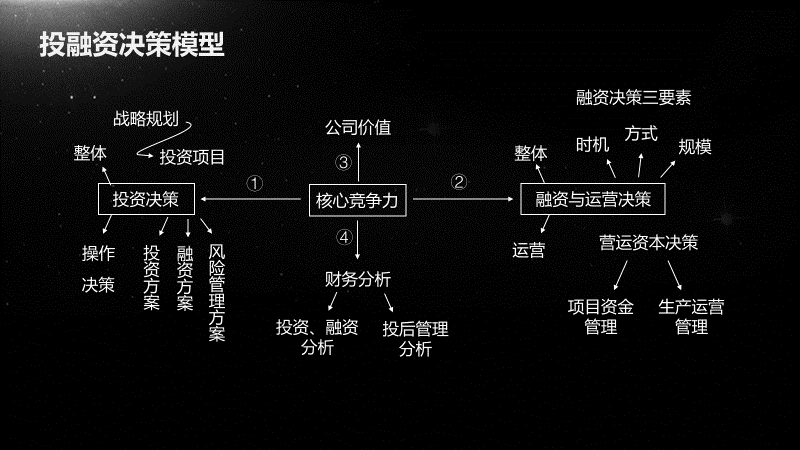 投融资决策模型
融资决策三要素
战略规划
公司价值
方式
时机
规模
整体
投资项目
③
整体
①
②
投资决策
核心竞争力
融资与运营决策
④
操作
决策
投资方案
融资方案
风险管理方案
运营
营运资本决策
财务分析
项目资金
管理
生产运营
管理
投资、融资
分析
投后管理
分析